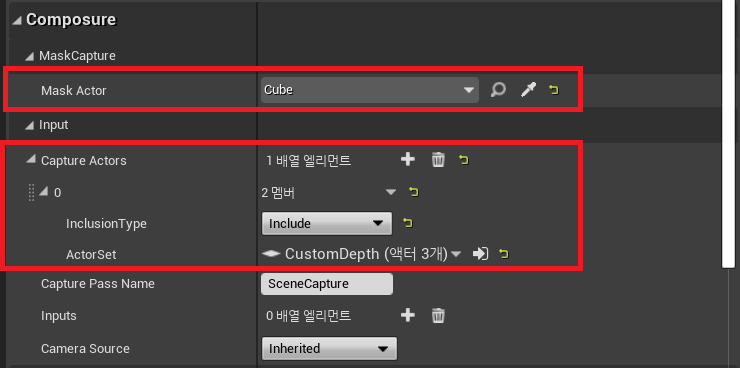 Composure
MaskCapture
Mask Actor Cube
Input
Capture Actors 1 배열 엘리먼트
0 2 멤버
InclusionType Include
ActorSet CustomDepth (액터 3개)
Capture Pass Name SceneCapture
Inputs 0 배열 엘리먼트
Camera Source Inherited